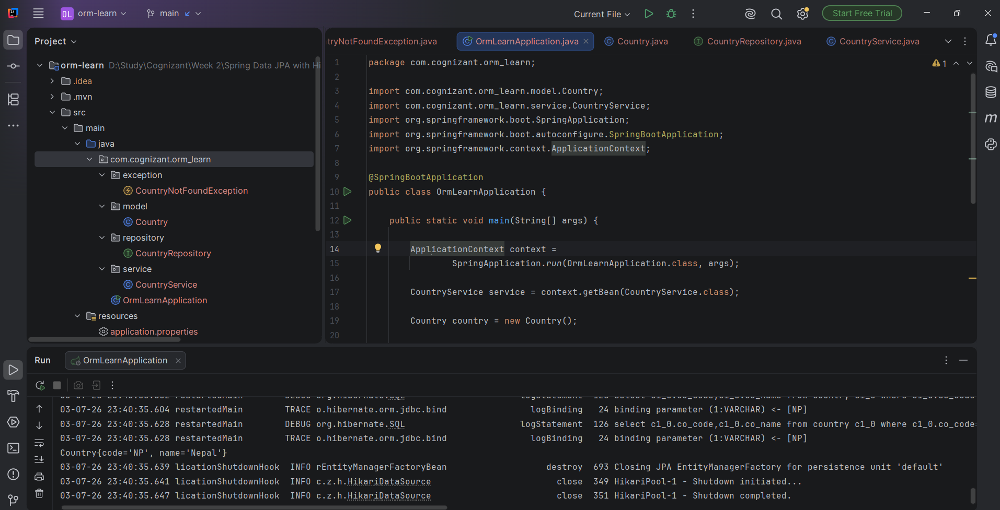 OL orm-learn main Current File Start Free Trial
Project
orm-learn D:\Study\Cognizant\Week 2\Spring Data JPA with Hi
.idea
.mvn
src
main
java
com.cognizant.orm_learn
exception
CountryNotFoundException
model
Country
repository
CountryRepository
service
CountryService
OrmLearnApplication
resources
application.properties
tryNotFoundException.java OrmLearnApplication.java Country.java CountryRepository.java CountryService.java
1 package com.cognizant.orm_learn;
1
2
3 import com.cognizant.orm_learn.model.Country;
4 import com.cognizant.orm_learn.service.CountryService;
5 import org.springframework.boot.SpringApplication;
6 import org.springframework.boot.autoconfigure.SpringBootApplication;
7 import org.springframework.context.ApplicationContext;
8
9 @SpringBootApplication
10 public class OrmLearnApplication {
11
12 public static void main(String[] args) {
13
14 ApplicationContext context =
15 SpringApplication.run(OrmLearnApplication.class, args);
16
17 CountryService service = context.getBean(CountryService.class);
18
19 Country country = new Country();
20
m
Run OrmLearnApplication
03-07-26 23:40:35.604 restartedMain TRACE o.hibernate.orm.jdbc.bind logBinding 24 binding parameter (1:VARCHAR) <- [NP]
03-07-26 23:40:35.628 restartedMain DEBUG org.hibernate.SQL logStatement 126 select c1_0.co_code,c1_0.co_name from country c1_0 where c1_0.co_code=
03-07-26 23:40:35.628 restartedMain TRACE o.hibernate.orm.jdbc.bind logBinding 24 binding parameter (1:VARCHAR) <- [NP]
Country{code='NP', name='Nepal'}
03-07-26 23:40:35.639 licationShutdownHook INFO rEntityManagerFactoryBean destroy 693 Closing JPA EntityManagerFactory for persistence unit 'default'
03-07-26 23:40:35.641 licationShutdownHook INFO c.z.h.HikariDataSource close 349 HikariPool-1 - Shutdown initiated...
03-07-26 23:40:35.647 licationShutdownHook INFO c.z.h.HikariDataSource close 351 HikariPool-1 - Shutdown completed.